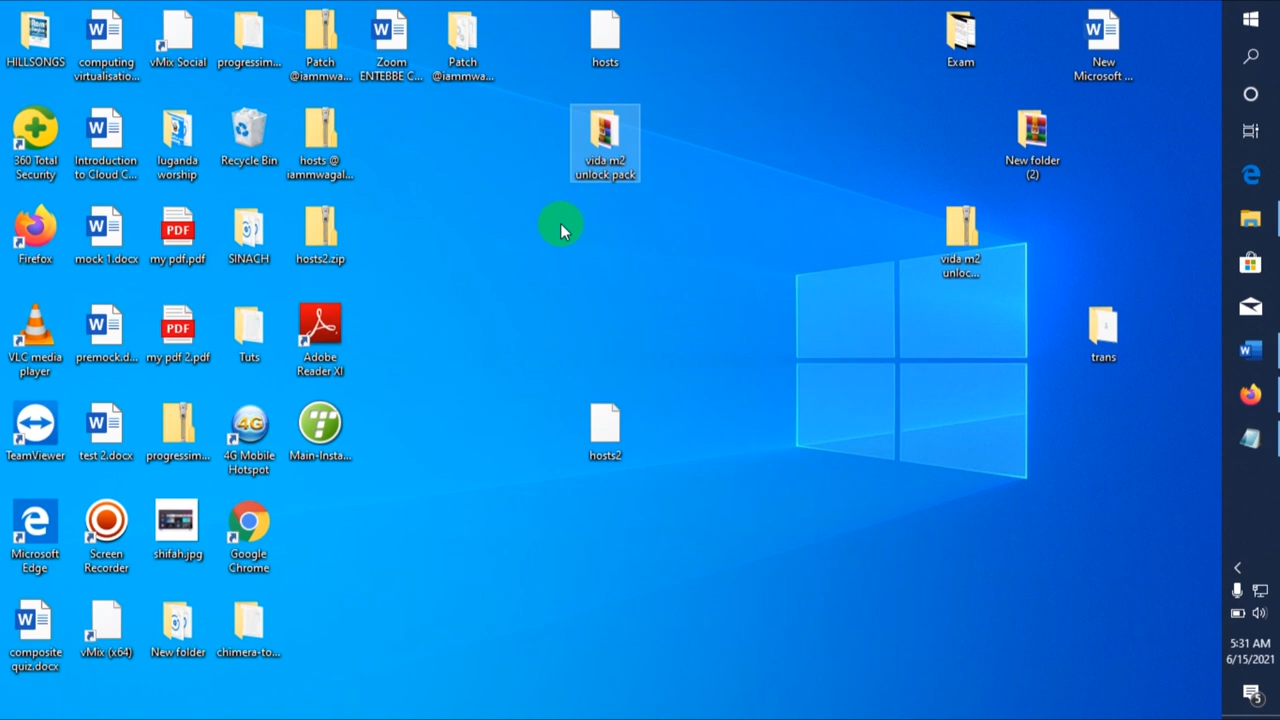 HILLSONGS
computing
virtualisatio...
vMix Social
progressim...
Patch
@iammwa...
Zoom
ENTEBBE C...
Patch
@iammwa...
hosts
Exam
New
Microsoft ...
360 Total
Security
Introduction
to Cloud C...
luganda
worship
Recycle Bin
hosts @
iammwagal...
vida m2
unlock pack
New folder
(2)
Firefox
mock 1.docx
PDF
my pdf.pdf
SINACH
hosts2.zip
vida m2
unloc...
VLC media
player
premock.d...
PDF
my pdf 2.pdf
Tuts
Adobe
Reader XI
trans
TeamViewer
test 2.docx
progressim...
4G
4G Mobile
Hotspot
Main-Insta...
hosts2
Microsoft
Edge
Screen
Recorder
shifah.jpg
Google
Chrome
composite
quiz.docx
vMix (x64)
New folder
chimera-to...
5:31 AM
6/15/2021
5